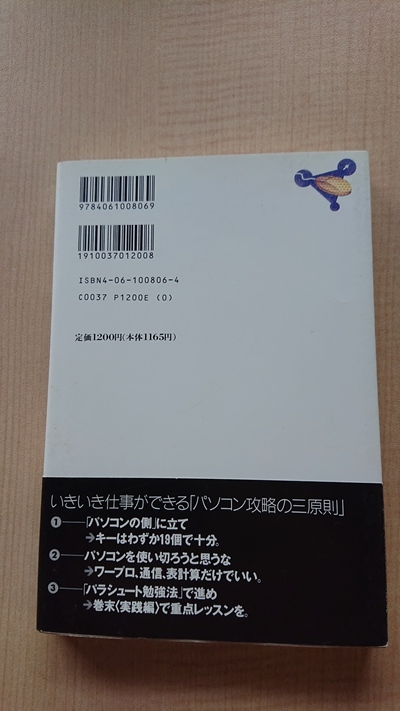 9784061008069
1910037012008
ISBN4-06-100806-4
C0037 P1200E (0)
定価1200円(本体1165円)
いきいき仕事ができる「パソコン攻略の三原則」
❶──「パソコンの側」に立て
→キーはわずか19個で十分。
❷──パソコンを使い切ろうと思うな
→ワープロ、通信、表計算だけでいい。
❸──「パラシュート勉強法」で進め
→巻末〈実践編〉で重点レッスンを。